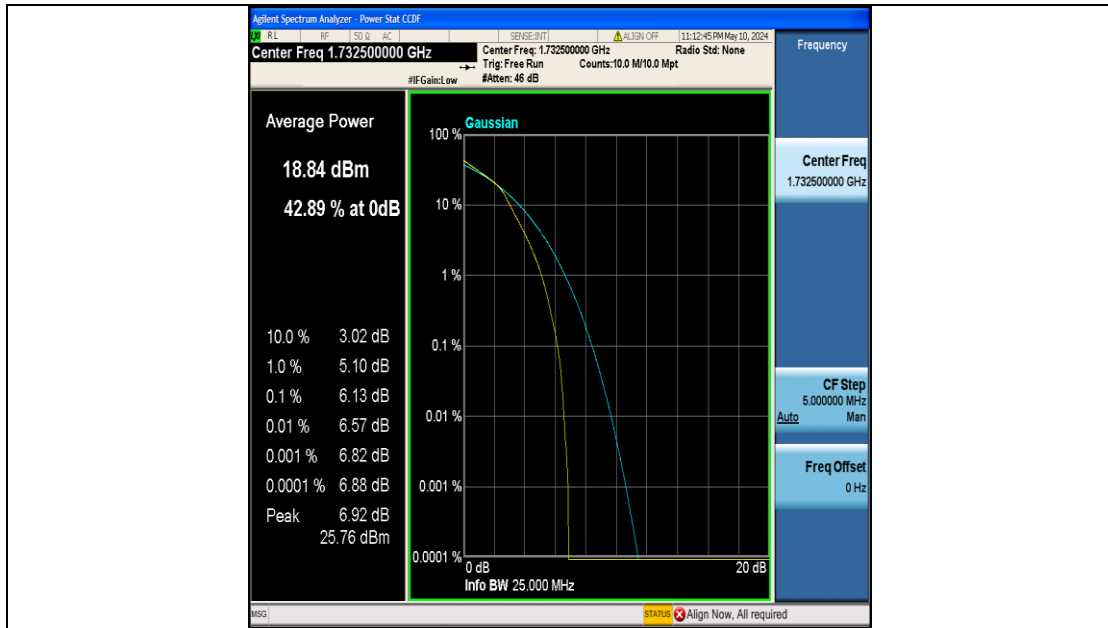 Agilent Spectrum Analyzer - Power Stat CCDF
RL RF 50 Ω AC SENSE:INT ALIGN OFF 11:12:45 PM May 10, 2024
Center Freq 1.732500000 GHz
Center Freq: 1.732500000 GHz Radio Std: None
Trig: Free Run Counts:10.0 M/10.0 Mpt
#IFGain:Low #Atten: 46 dB
Average Power
18.84 dBm
42.89 % at 0dB
10.0 % 3.02 dB
1.0 % 5.10 dB
0.1 % 6.13 dB
0.01 % 6.57 dB
0.001 % 6.82 dB
0.0001 % 6.88 dB
Peak 6.92 dB
25.76 dBm
Gaussian
100 %
10 %
1 %
0.1 %
0.01 %
0.001 %
0.0001 %
0 dB 20 dB
Info BW 25.000 MHz
Frequency
Center Freq
1.732500000 GHz
CF Step
5.000000 MHz
Auto Man
Freq Offset
0 Hz
MSG STATUS Align Now, All required